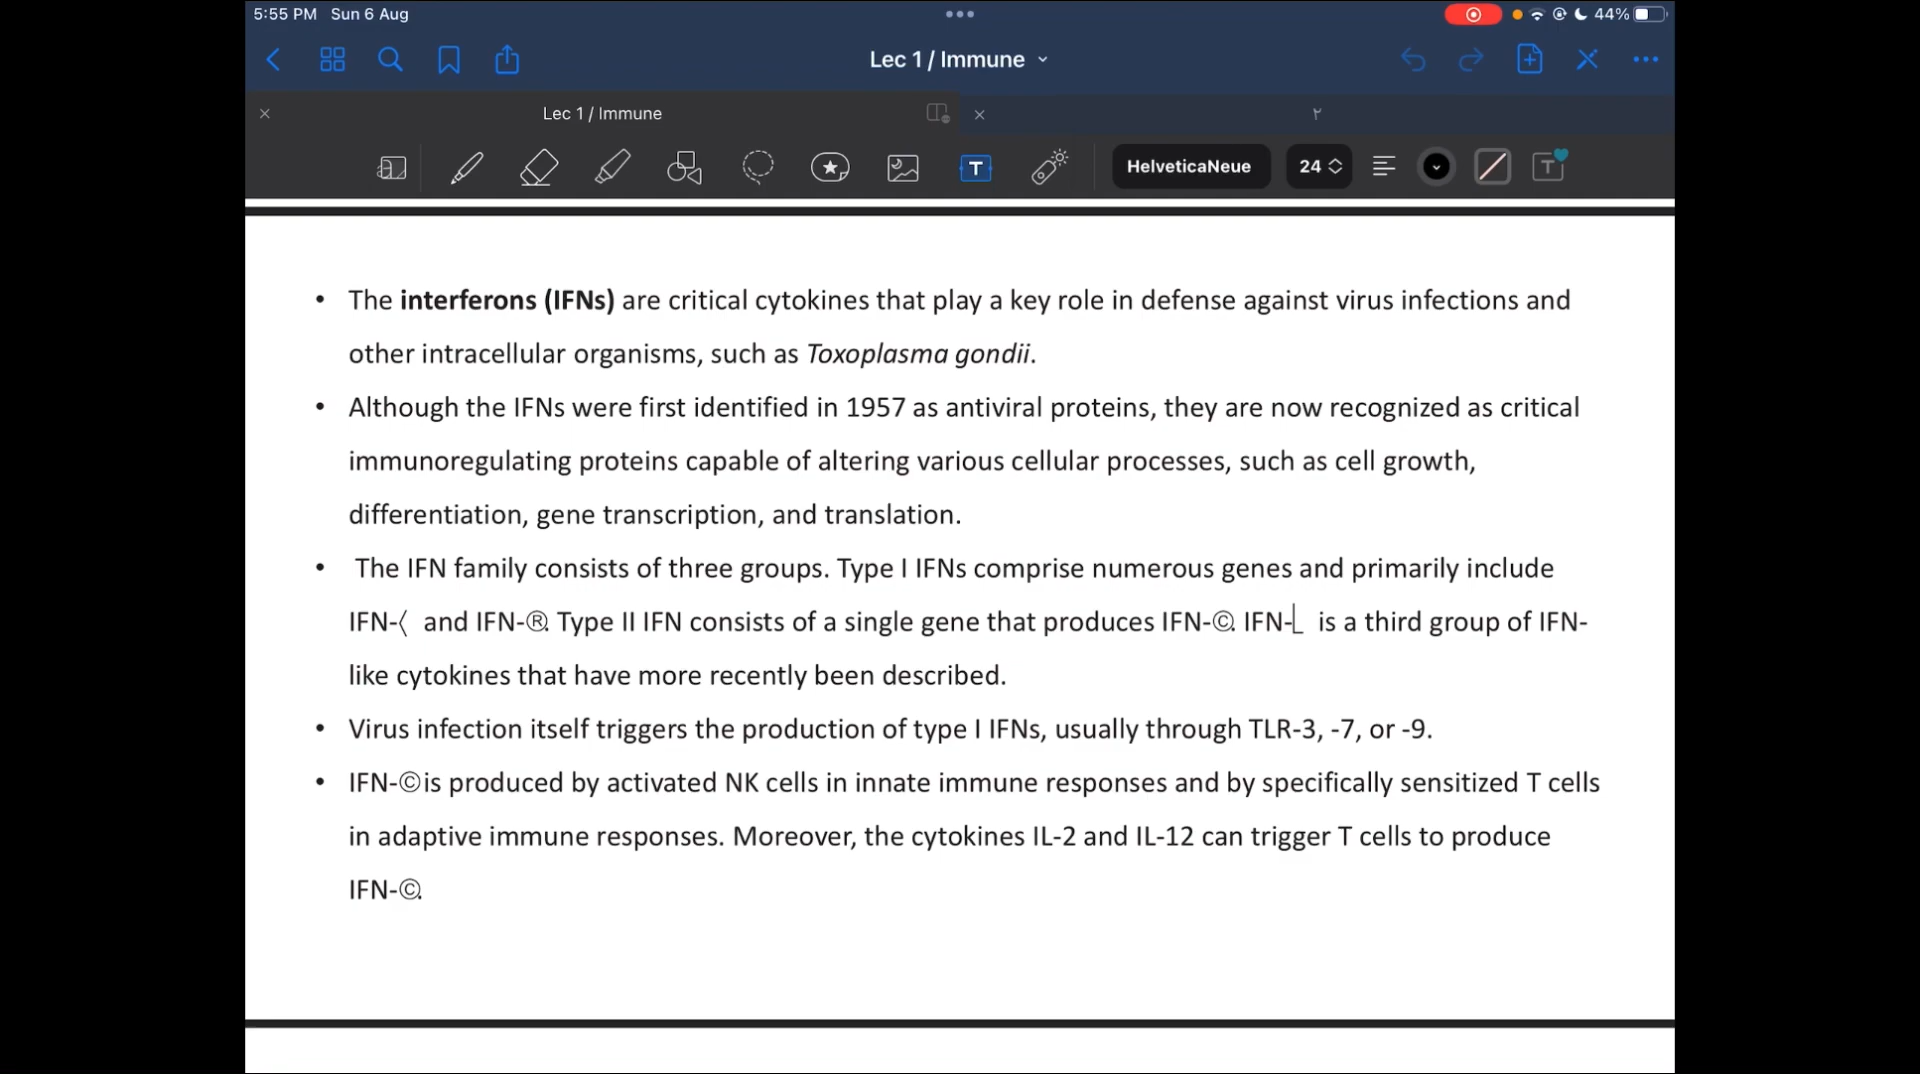 5:55 PM Sun 6 Aug
44%
Lec 1 / Immune
Lec 1 / Immune
٢
T
HelveticaNeue
24
T
• The interferons (IFNs) are critical cytokines that play a key role in defense against virus infections and
other intracellular organisms, such as Toxoplasma gondii.
• Although the IFNs were first identified in 1957 as antiviral proteins, they are now recognized as critical
immunoregulating proteins capable of altering various cellular processes, such as cell growth,
differentiation, gene transcription, and translation.
• The IFN family consists of three groups. Type I IFNs comprise numerous genes and primarily include
IFN-〈 and IFN-®. Type II IFN consists of a single gene that produces IFN-©. IFN-⎣ is a third group of IFN-
like cytokines that have more recently been described.
• Virus infection itself triggers the production of type I IFNs, usually through TLR-3, -7, or -9.
• IFN-© is produced by activated NK cells in innate immune responses and by specifically sensitized T cells
in adaptive immune responses. Moreover, the cytokines IL-2 and IL-12 can trigger T cells to produce
IFN-©.